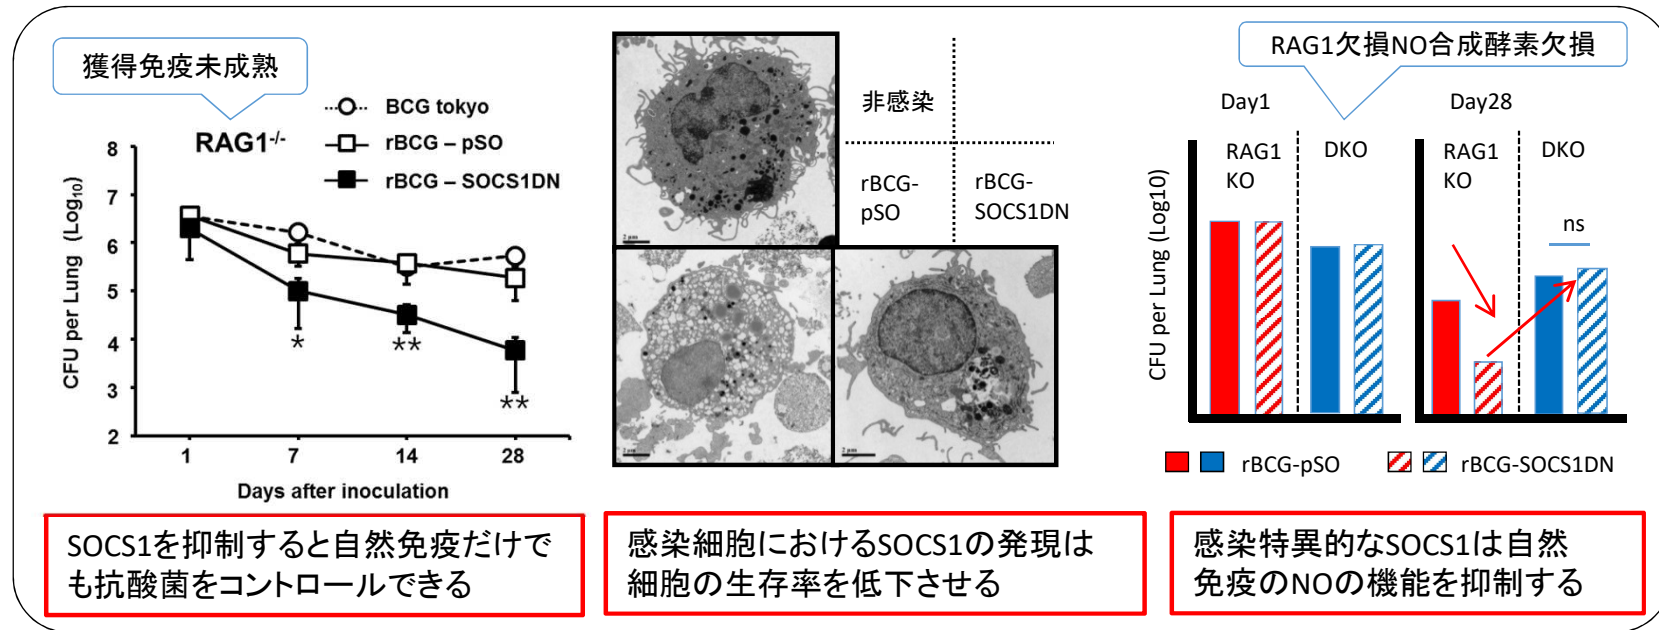 獲得免疫未成熟
RAG1-/-
BCG tokyo
rBCG – pSO
rBCG – SOCS1DN
CFU per Lung (Log10)
8
7
6
5
4
3
2
*
**
**
1 7 14 28
Days after inoculation
SOCS1を抑制すると自然免疫だけで
も抗酸菌をコントロールできる
非感染
rBCG-
pSO
rBCG-
SOCS1DN
2 μm
2 μm
2 μm
感染細胞におけるSOCS1の発現は
細胞の生存率を低下させる
RAG1欠損NO合成酵素欠損
Day1
Day28
RAG1
KO
DKO
RAG1
KO
DKO
ns
CFU per Lung (Log10)
rBCG-pSO
rBCG-SOCS1DN
感染特異的なSOCS1は自然
免疫のNOの機能を抑制する